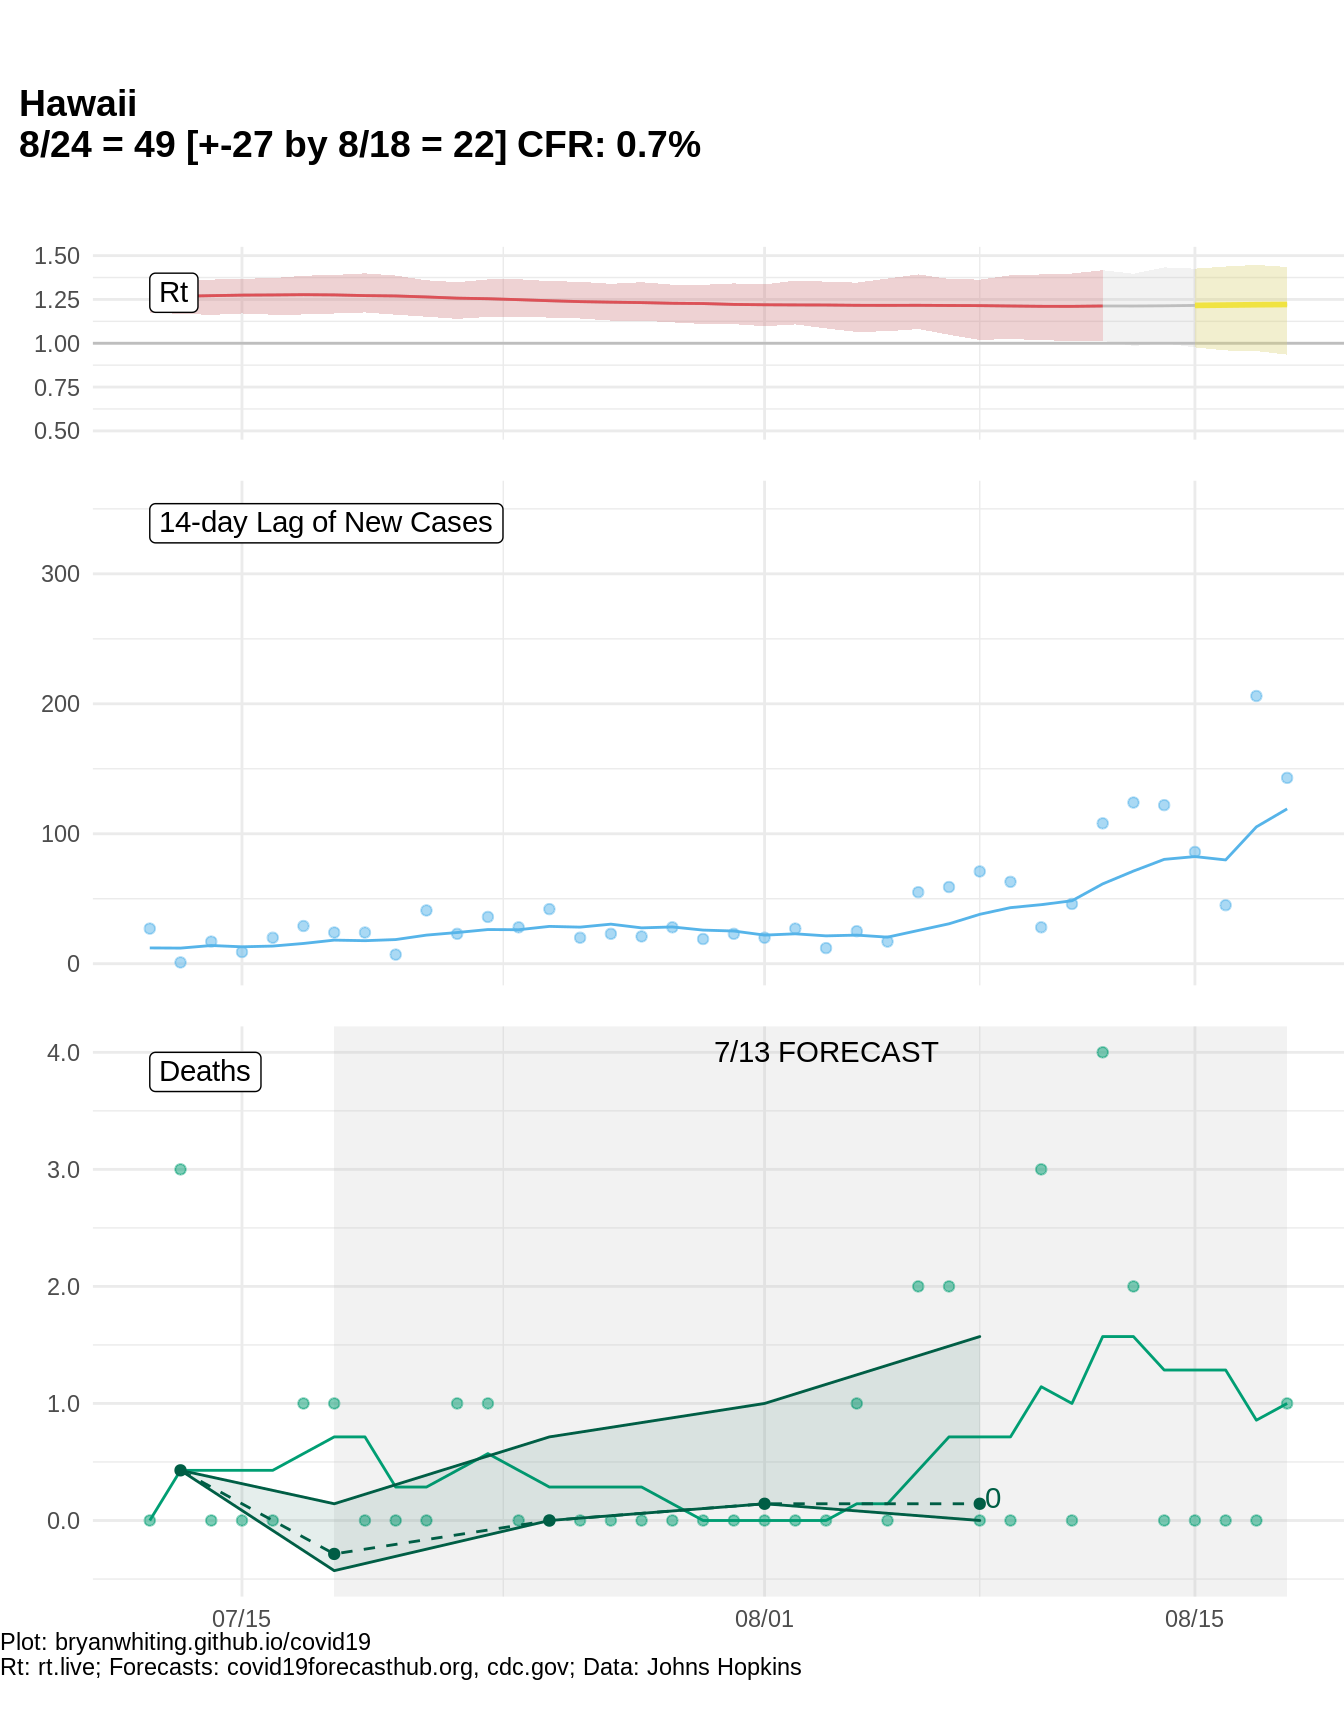 Hawaii
8/24 = 49 [+-27 by 8/18 = 22] CFR: 0.7%
1.50
Rt
1.25
1.00
0.75
0.50
14-day Lag of New Cases
300
200
100
0
7/13 FORECAST
4.0
Deaths
3.0
2.0
1.0
0
0.0
07/15
08/01
08/15
Plot: bryanwhiting.github.io/covid19
Rt: rt.live; Forecasts: covid19forecasthub.org, cdc.gov; Data: Johns Hopkins